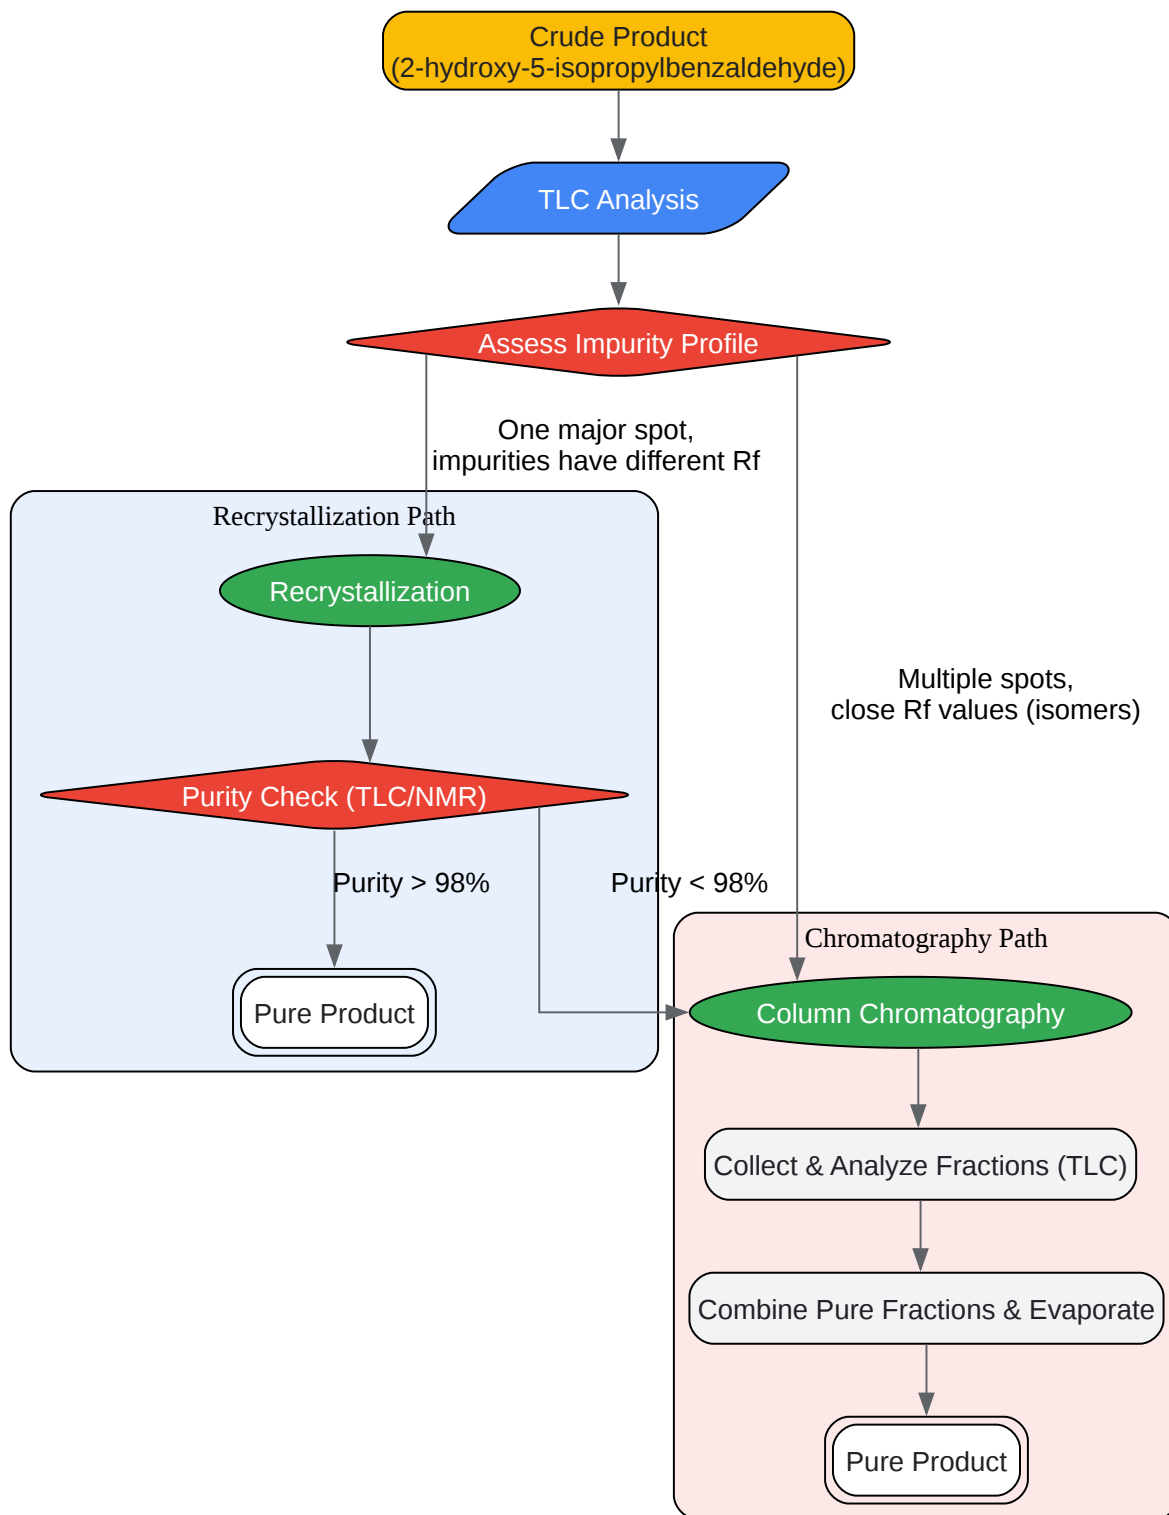 Crude Product
(2-hydroxy-5-isopropylbenzaldehyde)
TLC Analysis
Assess Impurity Profile
One major spot,
impurities have different Rf
Recrystallization Path
Recrystallization
Multiple spots,
close Rf values (isomers)
Purity Check (TLC/NMR)
Purity > 98%
Purity < 98%
Chromatography Path
Pure Product
Column Chromatography
Collect & Analyze Fractions (TLC)
Combine Pure Fractions & Evaporate
Pure Product